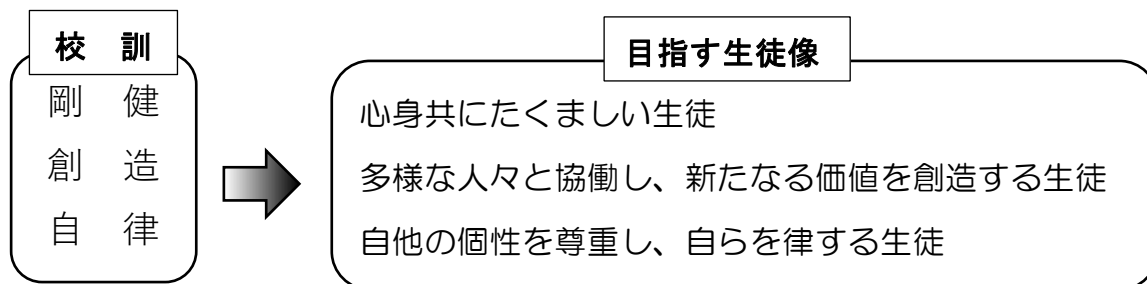 校　訓
剛　健
創　造
自　律
目指す生徒像
心身共にたくましい生徒
多様な人々と協働し、新たなる価値を創造する生徒
自他の個性を尊重し、自らを律する生徒